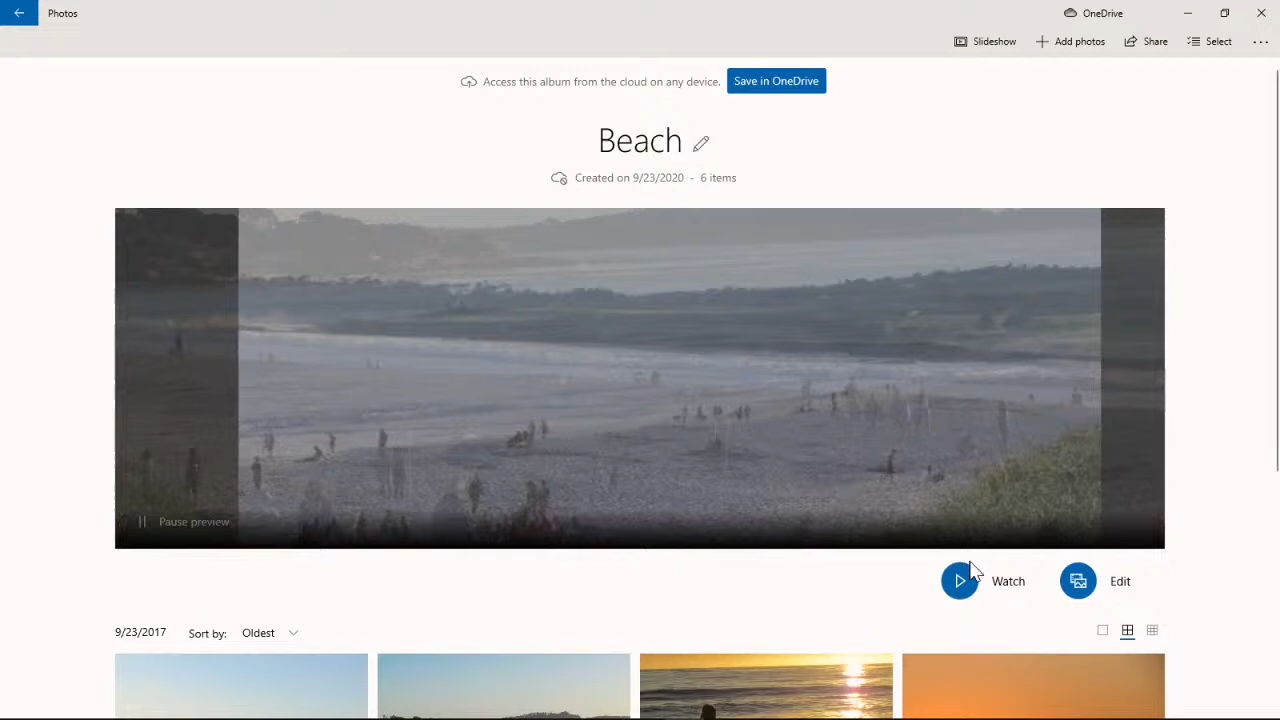 Photos
OneDrive
Slideshow Add photos Share Select
Access this album from the cloud on any device. Save in OneDrive
Beach
Created on 9/23/2020 - 6 items
Pause preview
Watch Edit
9/23/2017 Sort by: Oldest